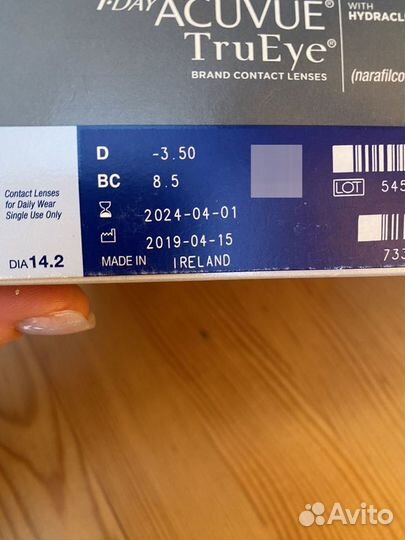 1-DAY ACUVUE®
TruEye®
BRAND CONTACT LENSES
WITH
(narafilco
D -3.50
BC 8.5
2024-04-01
2019-04-15
MADE IN IRELAND
Contact Lenses
for Daily Wear
Single Use Only
DIA 14.2
LOT 545
733
Avito